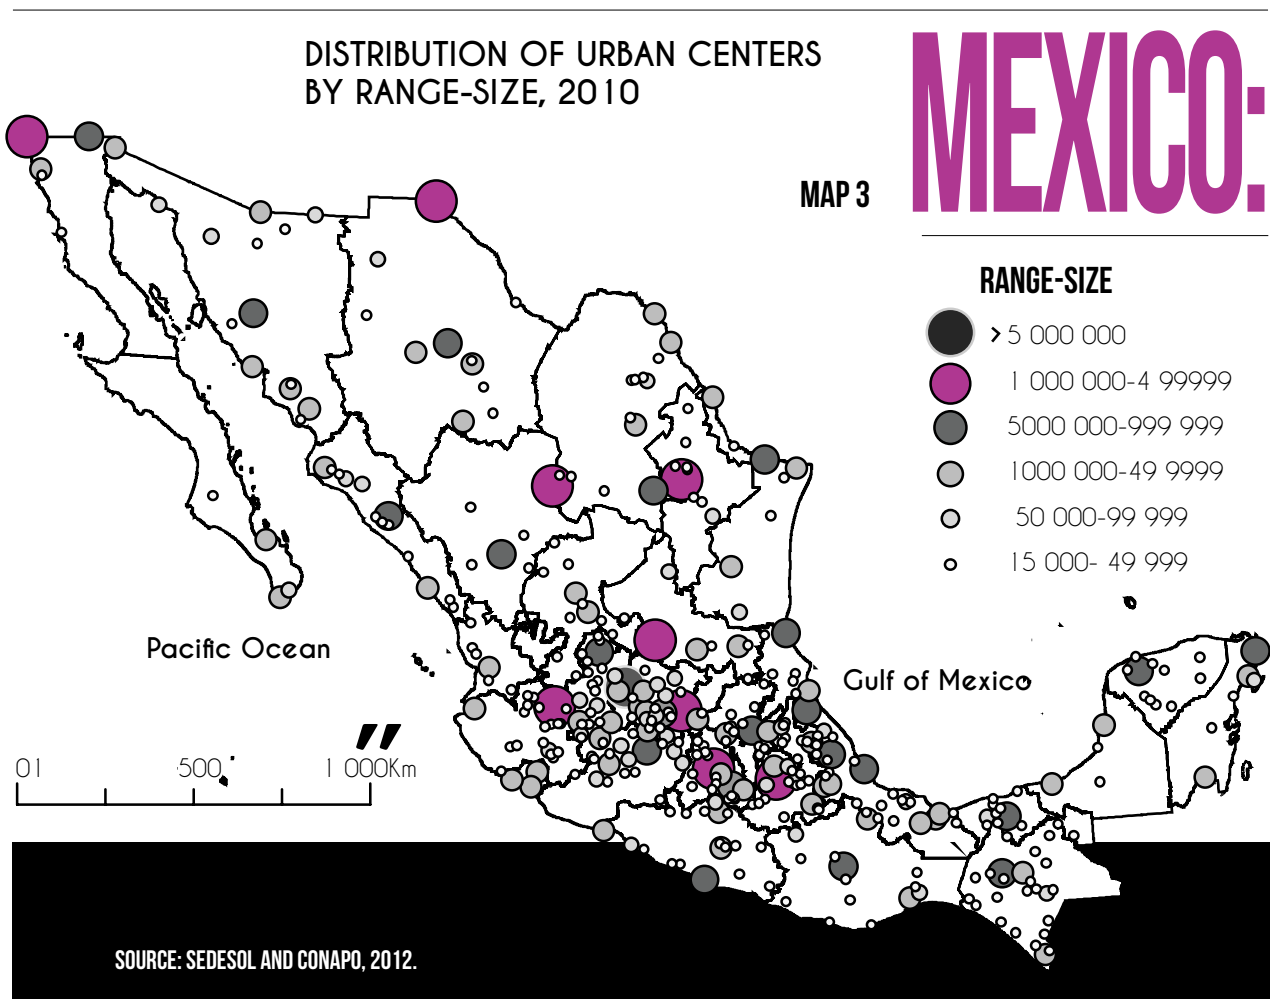 DISTRIBUTION OF URBAN CENTERS
BY RANGE-SIZE, 2010
MEXICO:
MAP 3
RANGE-SIZE
> 5 000 000
1 000 000-4 99999
5000 000-999 999
1000 000-49 9999
50 000-99 999
15 000- 49 999
Pacific Ocean
Gulf of Mexico
01 500 1 000Km
SOURCE: SEDESOL AND CONAPO, 2012.